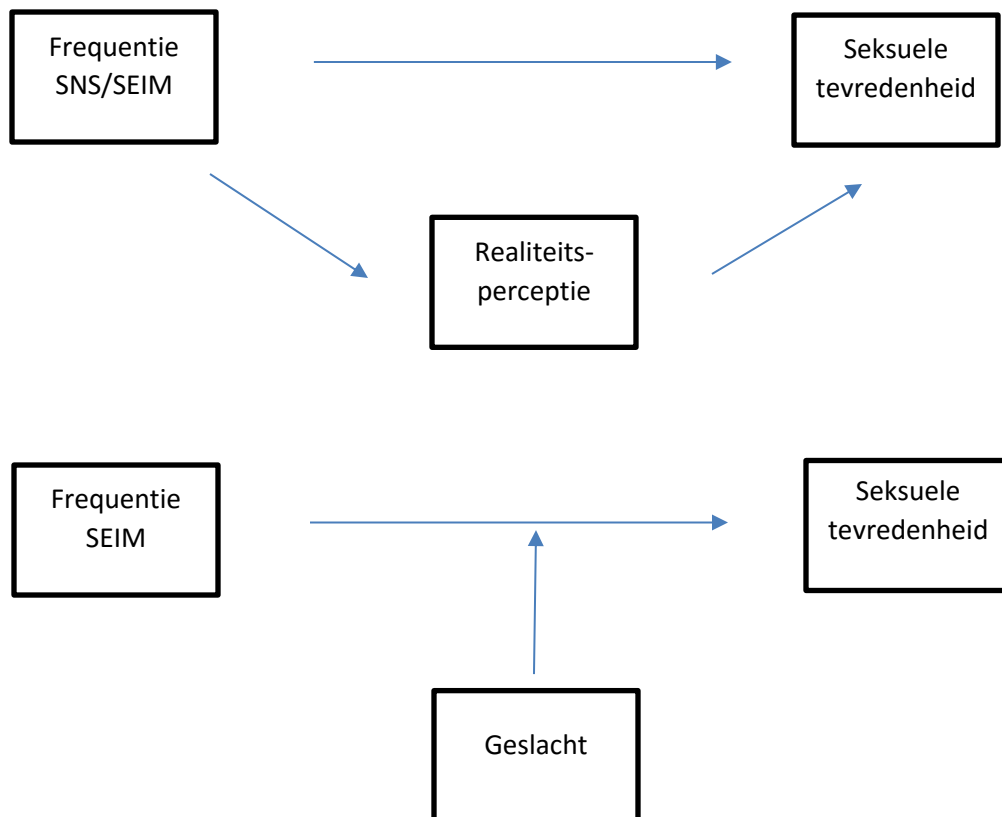 Frequentie
SNS/SEIM
Seksuele
tevredenheid
Realiteits-
perceptie
Frequentie
SEIM
Seksuele
tevredenheid
Geslacht